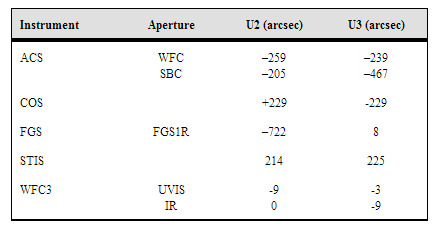 Instrument Aperture U2 (arcsec) U3 (arcsec)
ACS WFC –259 –239
SBC –205 –467
COS +229 -229
FGS FGS1R –722 8
STIS 214 225
WFC3 UVIS -9 -3
IR 0 -9